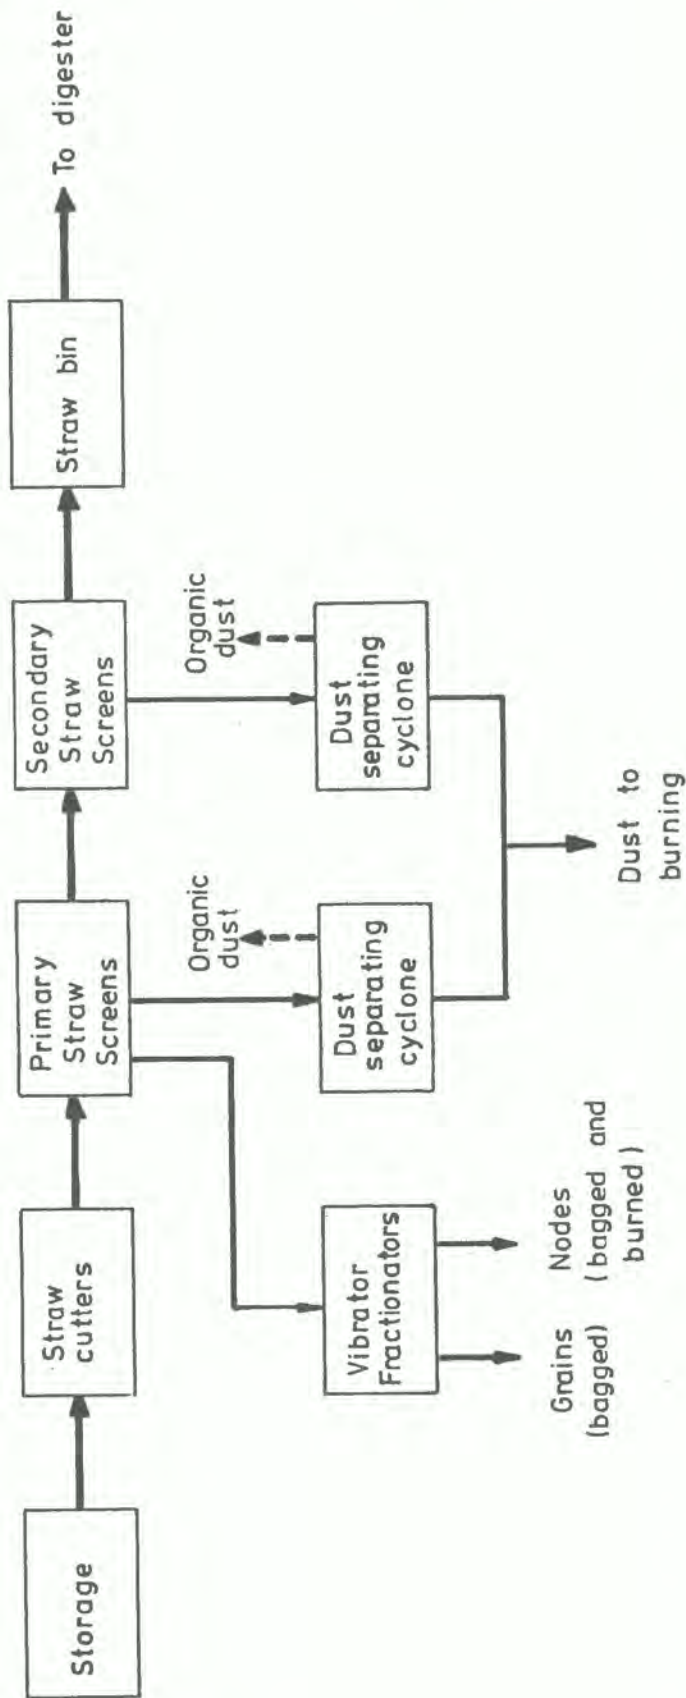 Storage
Straw
cutters
Primary
Straw
Screens
Secondary
Straw
Screens
Straw bin
To digester
Organic
dust
Organic
dust
Vibrator
Fractionators
Dust
separating
cyclone
Dust
separating
cyclone
Grains
(bagged)
Nodes
(bagged and
burned)
Dust to
burning